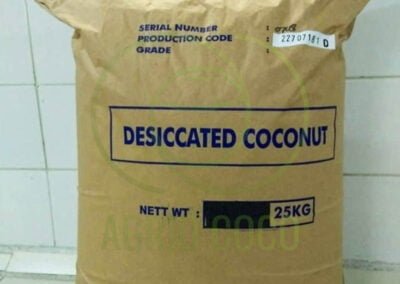 SERIAL NUMBER :
PRODUCTION CODE : 22707181 D
GRADE :
DESICCATED COCONUT
NETT WT : 25KG